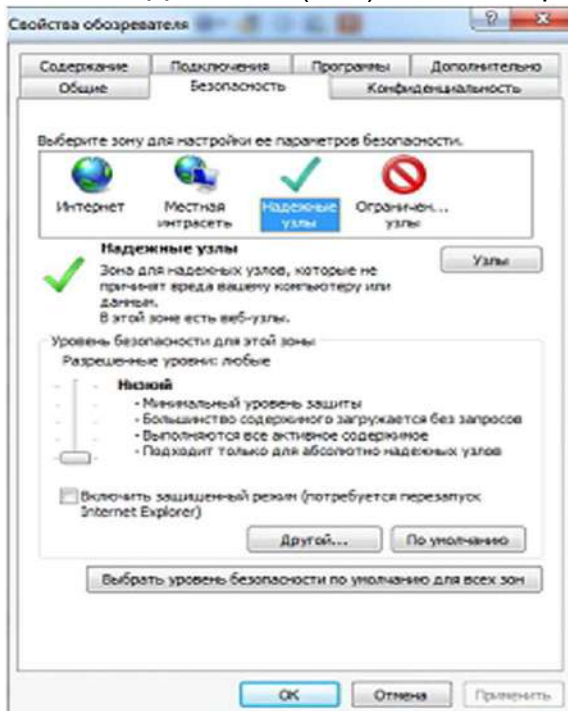 Свойства обозревателя
Содержание Подключения Программы Дополнительно
Общие Безопасность Конфиденциальность
Выберите зону для настройки ее параметров безопасности.
Интернет Местная интрасеть Надежные узлы Ограничен... узлы
Надежные узлы
Узлы
Зона для надежных узлов, которые не
причинят вреда вашему компьютеру или
данным.
В этой зоне есть веб-узлы.
Уровень безопасности для этой зоны
Разрешенные уровни: любые
Низкий
- Минимальный уровень защиты
- Большинство содержимого загружается без запросов
- Выполняются все активное содержимое
- Подходит только для абсолютно надежных узлов
Включить защищенный режим (потребуется перезапуск
Internet Explorer)
Другой... По умолчанию
Выбрать уровень безопасности по умолчанию для всех зон
ОК Отмена Применить